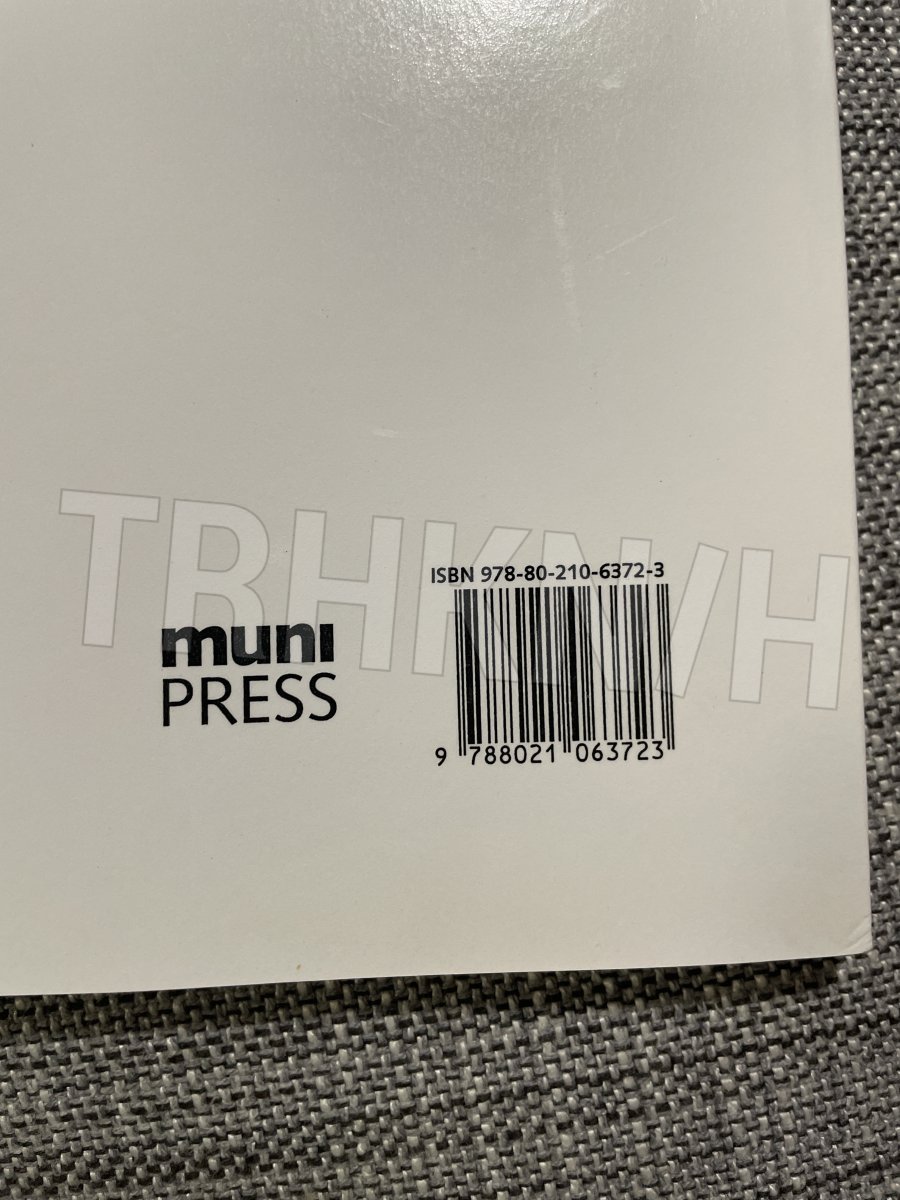 TRHKNVH
ISBN 978-80-210-6372-3
muni
PRESS
9 788021 063723